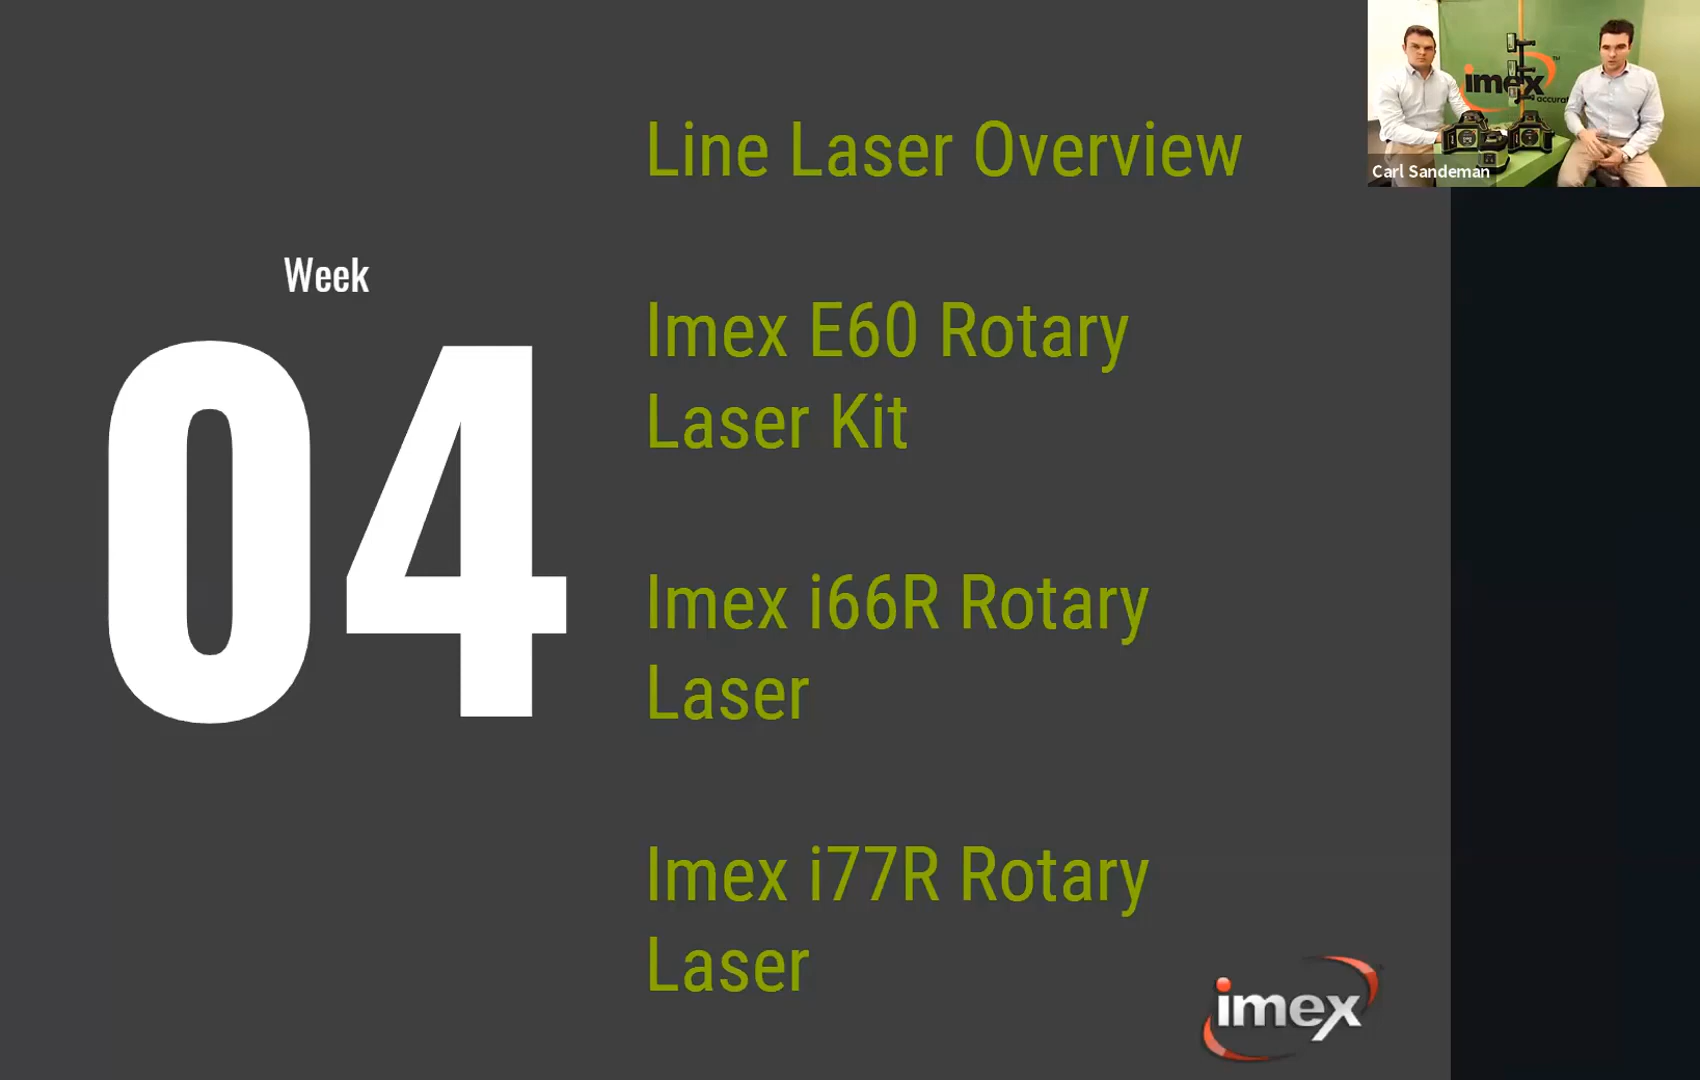 Line Laser Overview
Week
04
Imex E60 Rotary
Laser Kit
Imex i66R Rotary
Laser
Imex i77R Rotary
Laser
imex
imex
accurat
Carl Sandeman